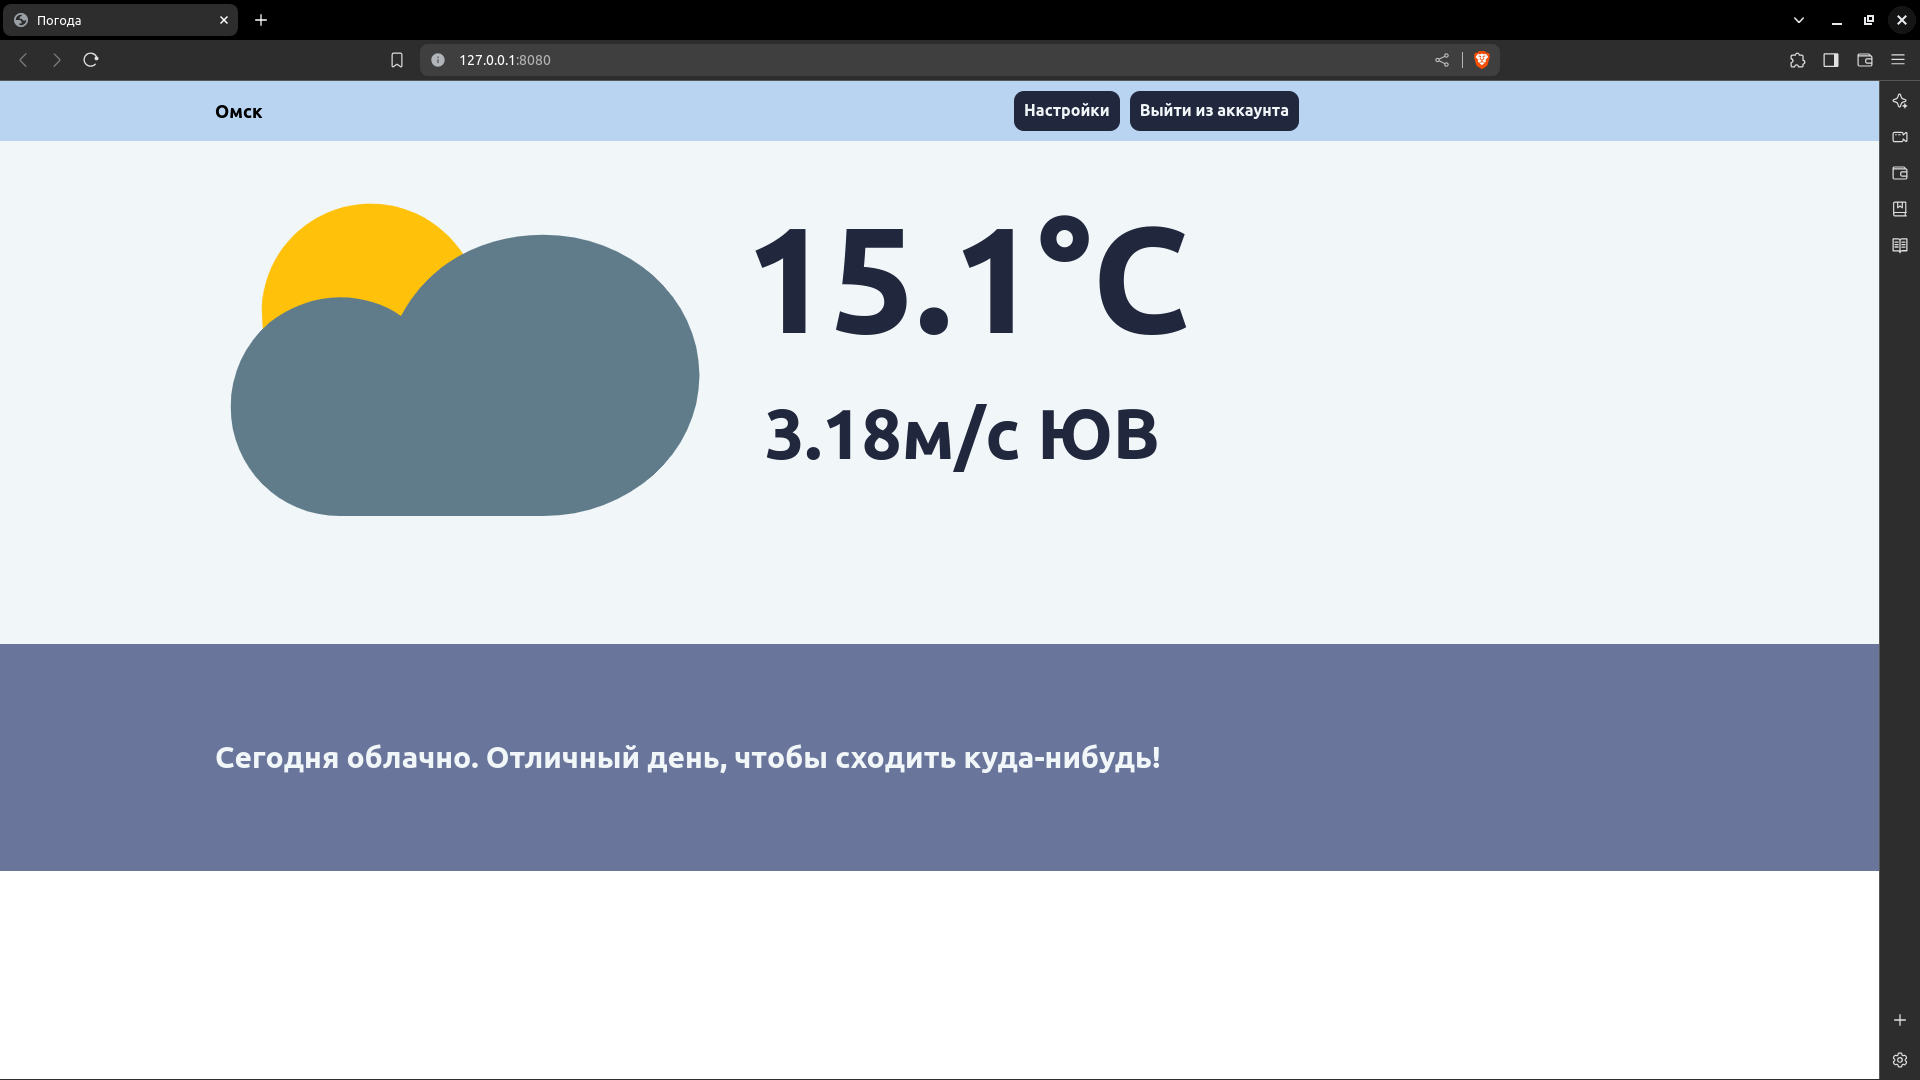 Погода
127.0.0.1:8080
Омск
Настройки
Выйти из аккаунта
15.1°C
3.18м/с ЮВ
Сегодня облачно. Отличный день, чтобы сходить куда-нибудь!